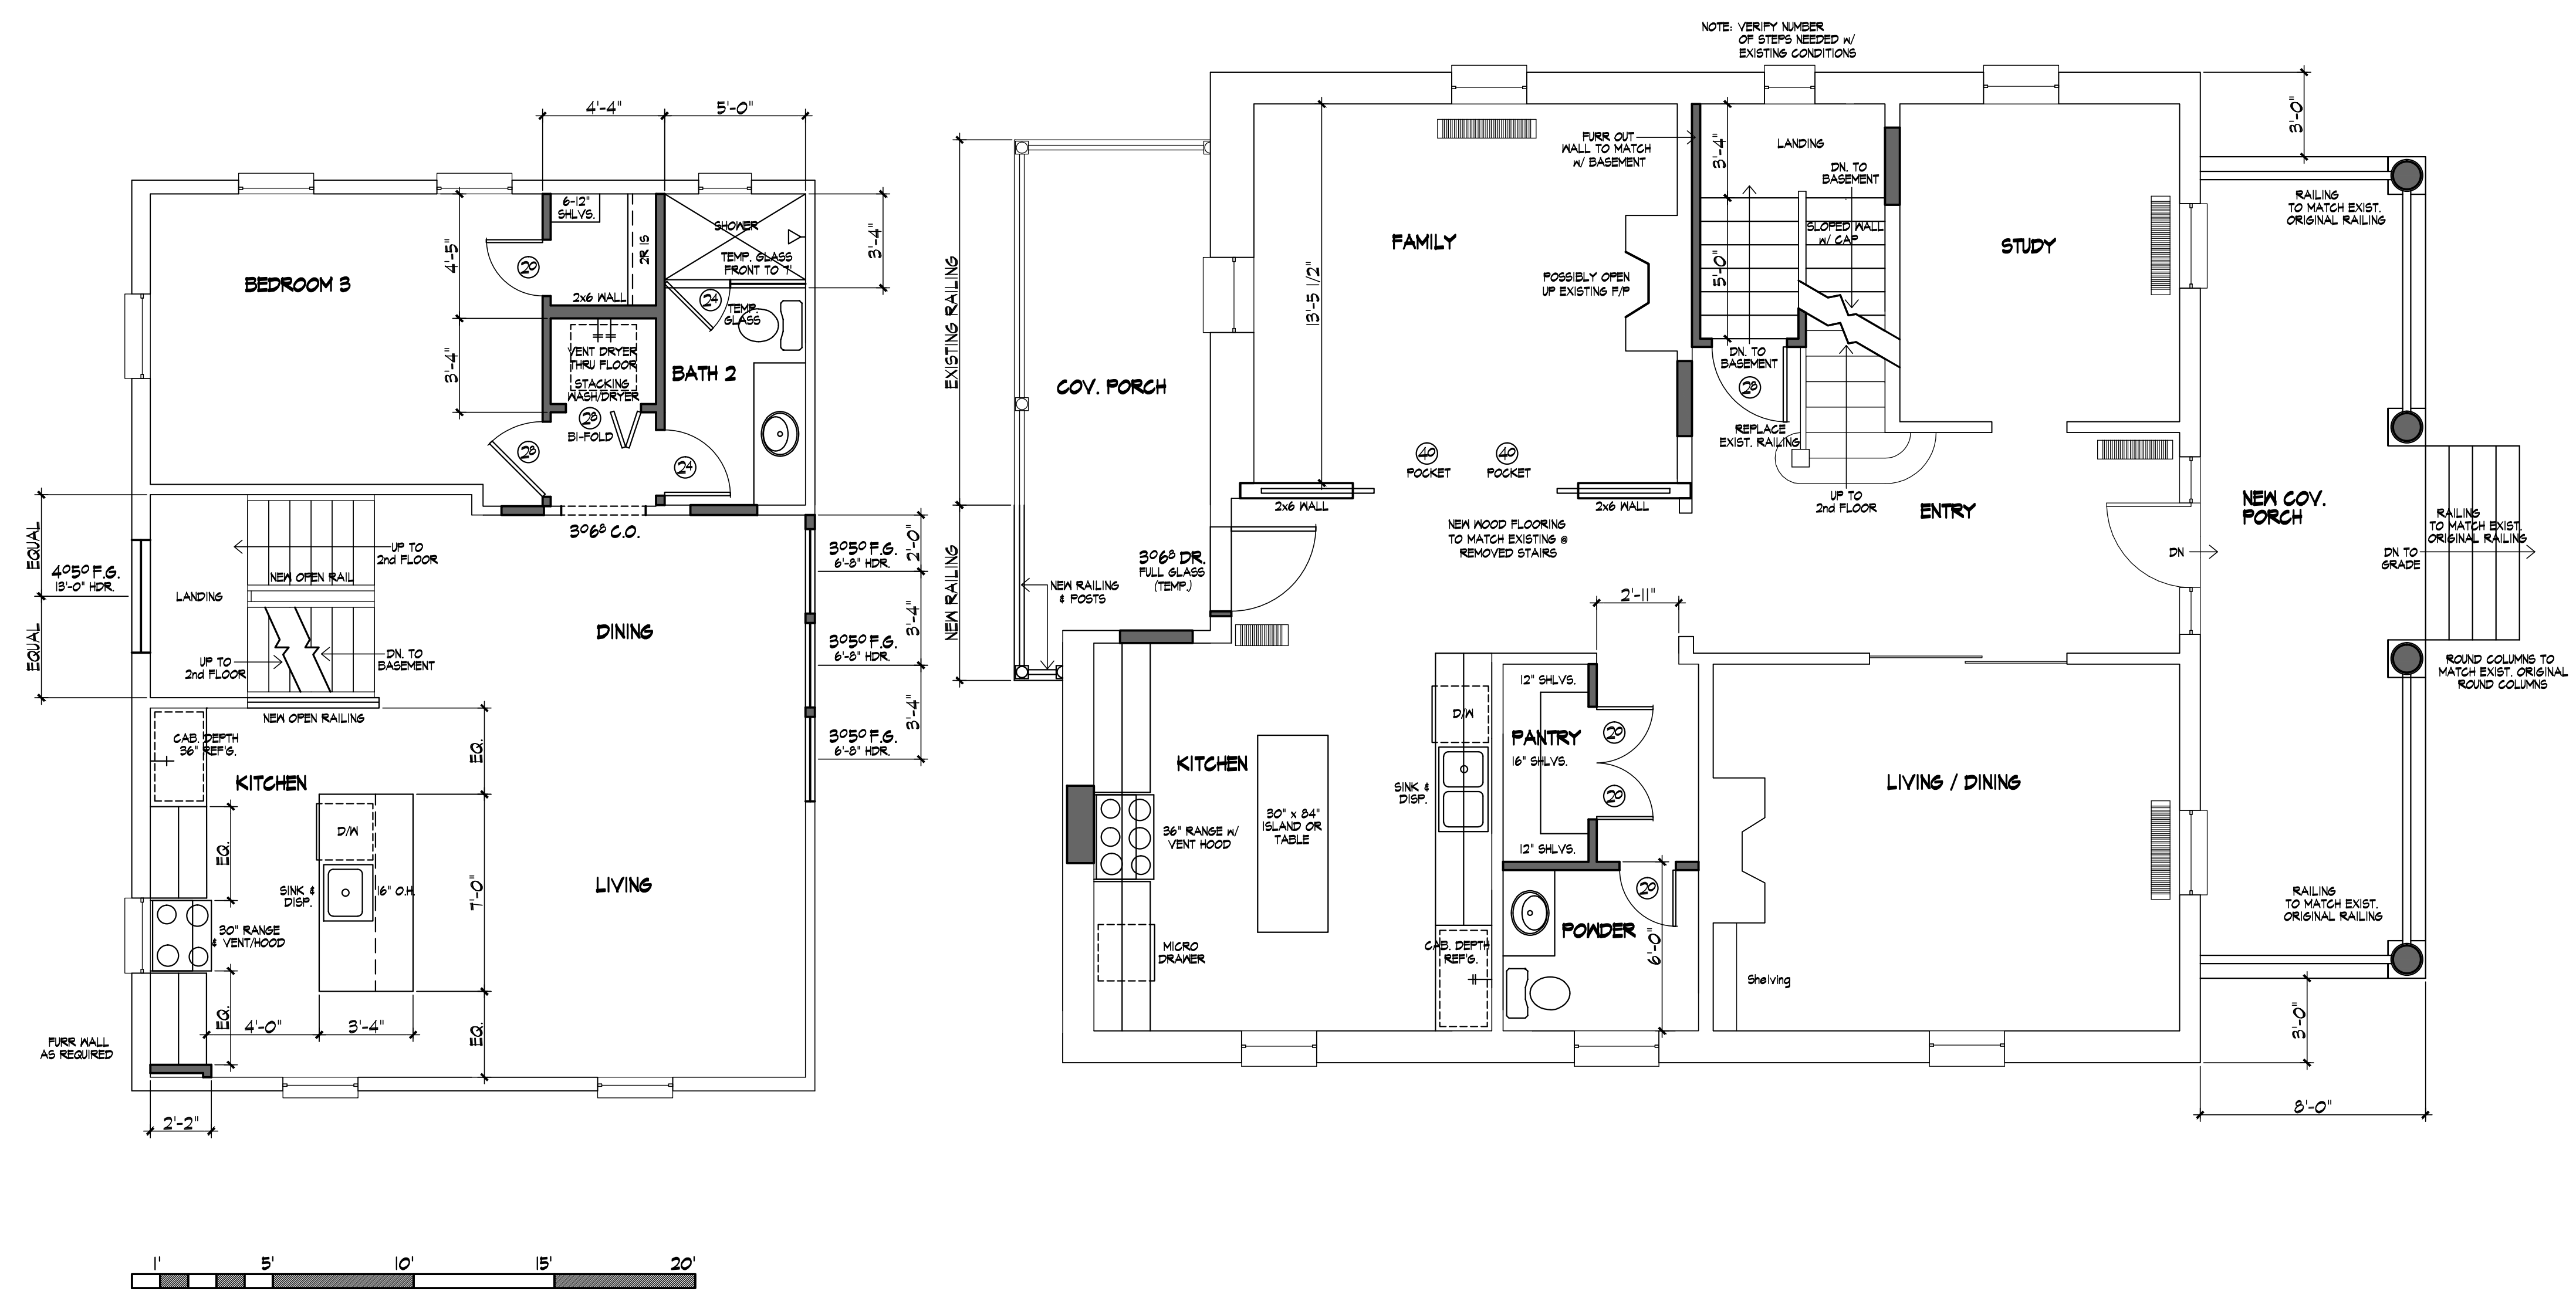 NOTE: VERIFY NUMBER
OF STEPS NEEDED W/
EXISTING CONDITIONS
4'-4"
5'-0"
6-12"
SHLVS.
2R 1S
SHOWER
TEMP. GLASS
FRONT TO 7'
3'-4"
4'-5"
20
BEDROOM 3
2x6 WALL
24
TEMP.
GLASS
VENT DRYER
THRU FLOOR
STACKING
WASH/DRYER
3'-4"
BATH 2
28
BI-FOLD
28
24
3068 C.O.
EQUAL
EQUAL
4050 F.G.
13'-0" HDR.
UP TO
2nd FLOOR
NEW OPEN RAIL
LANDING
UP TO
2nd FLOOR
DN. TO
BASEMENT
NEW OPEN RAILING
DINING
3050 F.G.
6'-8" HDR.
2'-0"
3050 F.G.
6'-8" HDR.
3'-4"
3050 F.G.
6'-8" HDR.
3'-4"
CAB. DEPTH
36" REF'G.
KITCHEN
EQ.
D/W
EQ.
SINK &
DISP.
16" O.H.
7'-0"
LIVING
30" RANGE
& VENT/HOOD
EQ.
4'-0"
3'-4"
EQ.
FURR WALL
AS REQUIRED
2'-2"
1'
5'
10'
15'
20'
EXISTING RAILING
NEW RAILING
COV. PORCH
NEW RAILING
& POSTS
3068 DR.
FULL GLASS
(TEMP.)
FAMILY
13'-5 1/2"
FURR OUT
WALL TO MATCH
W/ BASEMENT
POSSIBLY OPEN
UP EXISTING F/P
40
POCKET
40
POCKET
2x6 WALL
2x6 WALL
NEW WOOD FLOORING
TO MATCH EXISTING @
REMOVED STAIRS
3'-4"
LANDING
DN. TO
BASEMENT
SLOPED WALL
W/ CAP
5'-0"
DN. TO
BASEMENT
28
REPLACE
EXIST. RAILING
UP TO
2nd FLOOR
STUDY
ENTRY
3'-0"
RAILING
TO MATCH EXIST.
ORIGINAL RAILING
NEW COV.
PORCH
DN
RAILING
TO MATCH EXIST.
ORIGINAL RAILING
DN TO
GRADE
ROUND COLUMNS TO
MATCH EXIST. ORIGINAL
ROUND COLUMNS
2'-11"
12" SHLVS.
D/W
PANTRY
20
16" SHLVS.
20
12" SHLVS.
KITCHEN
SINK &
DISP.
30" x 84"
ISLAND OR
TABLE
36" RANGE W/
VENT HOOD
MICRO
DRAWER
CAB. DEPTH
REF'G.
20
POWDER
6'-0"
LIVING / DINING
Shelving
RAILING
TO MATCH EXIST.
ORIGINAL RAILING
3'-0"
8'-0"